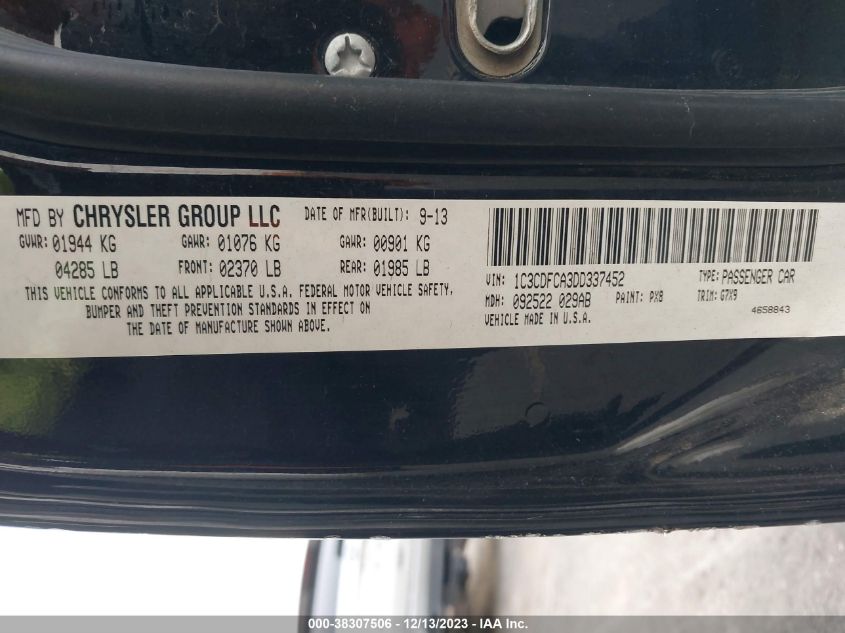 MFD BY CHRYSLER GROUP LLC DATE OF MFR(BUILT): 9-13
GVWR: 01944 KG GAWR: 01076 KG GAWR: 00901 KG
04285 LB FRONT: 02370 LB REAR: 01985 LB
THIS VEHICLE CONFORMS TO ALL APPLICABLE U.S.A. FEDERAL MOTOR VEHICLE SAFETY,
BUMPER AND THEFT PREVENTION STANDARDS IN EFFECT ON
THE DATE OF MANUFACTURE SHOWN ABOVE.
VIN: 1C3CDFCA3DD337452 TYPE: PASSENGER CAR
MDH: 092522 029AB PAINT: PX8 TRIM: G7X9
VEHICLE MADE IN U.S.A. 4658843
000-38307506 - 12/13/2023 - IAA Inc.